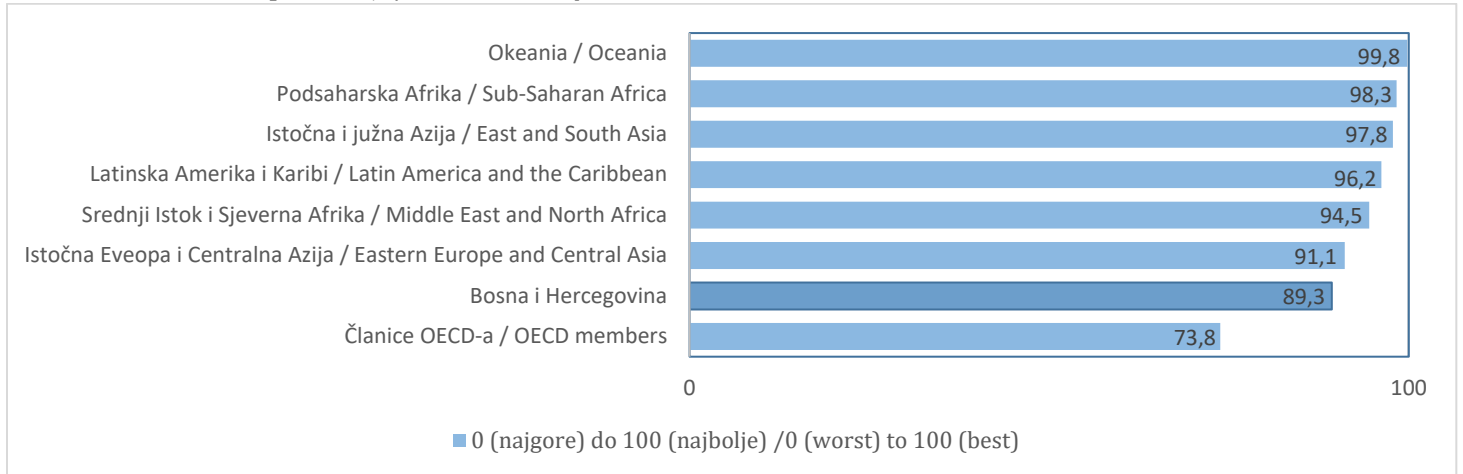 Okeania / Oceania 99,8
Podsaharska Afrika / Sub-Saharan Africa 98,3
Istočna i južna Azija / East and South Asia 97,8
Latinska Amerika i Karibi / Latin America and the Caribbean 96,2
Srednji Istok i Sjeverna Afrika / Middle East and North Africa 94,5
Istočna Eveopa i Centralna Azija / Eastern Europe and Central Asia 91,1
Bosna i Hercegovina 89,3
Članice OECD-a / OECD members 73,8
0 100
0 (najgore) do 100 (najbolje) /0 (worst) to 100 (best)